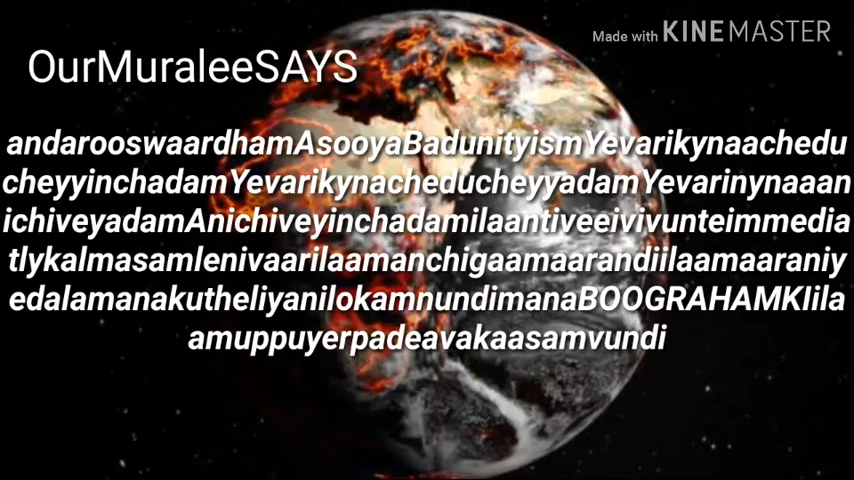 Made with KINEMASTER
OurMuraleeSAYS
andarooswaardhamAsooyaBadunityismYevarikynaachedu
cheyyinchadamYevarikynacheducheyyadamYevarinynaaan
ichiveyadamAnichiveyinchadamilaantiveeivivunteimmedia
tlykalmasamlenivaarilaamanchigaamaarandiilaamaaraniy
edalamanakutheliyanilokamnundimanaBOOGRAHAMKIila
amuppuyerpadeavakaasamvundi